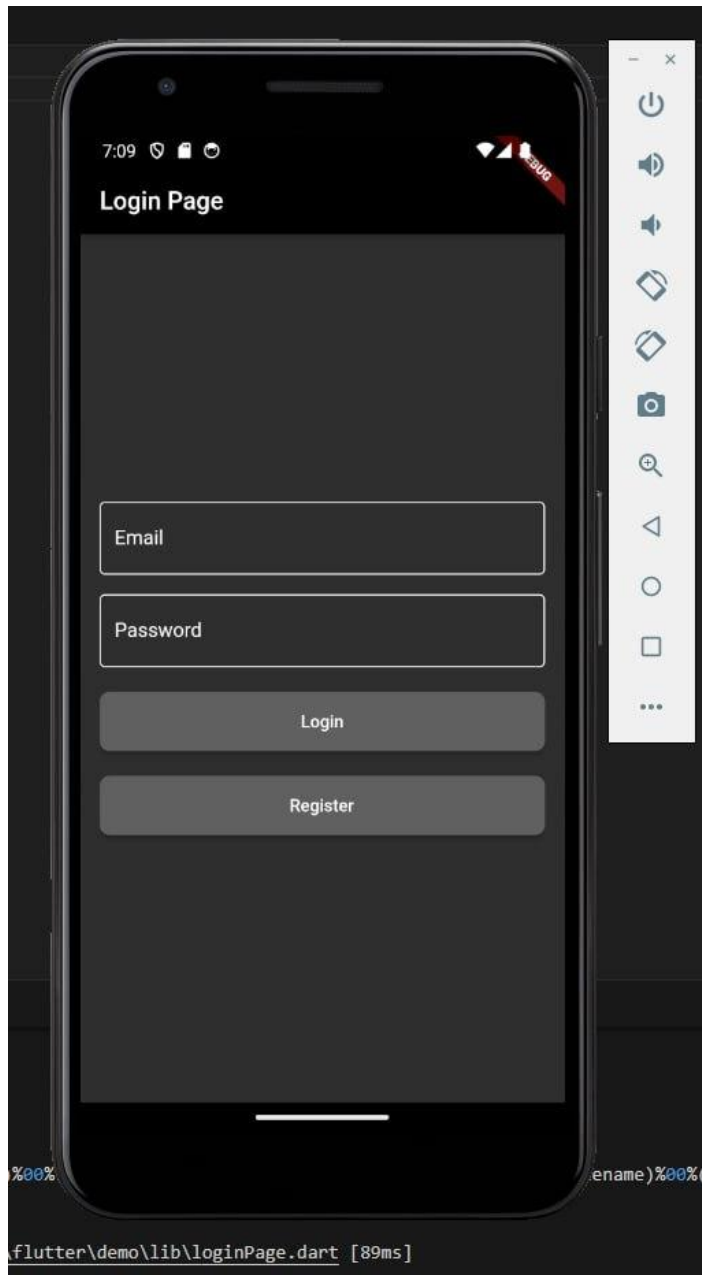 7:09
DEBUG
Login Page
Email
Password
Login
Register
%00%
ename)%00%(
\flutter\demo\lib\loginPage.dart [89ms]